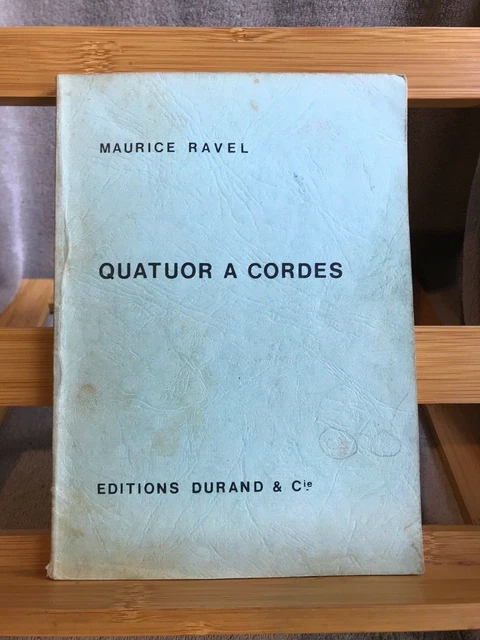 MAURICE RAVEL
QUATUOR A CORDES
EDITIONS DURAND & Cie